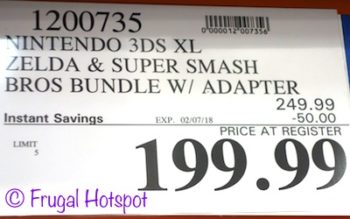 1200735
0000012007356
NINTENDO 3DS XL
ZELDA & SUPER SMASH
BROS BUNDLE W/ ADAPTER
249.99
Instant Savings EXP. 02/07/18 -50.00
PRICE AT REGISTER
LIMIT
5
199.99
© Frugal Hotspot